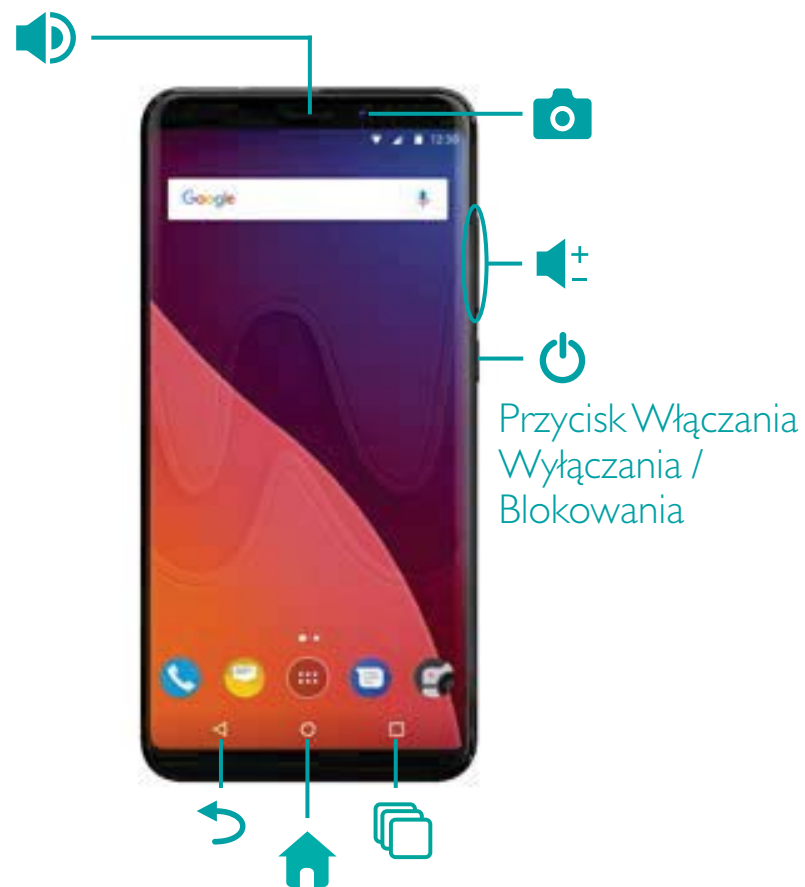 12:30
Google
+
−
Przycisk Włączania
Wyłączania /
Blokowania